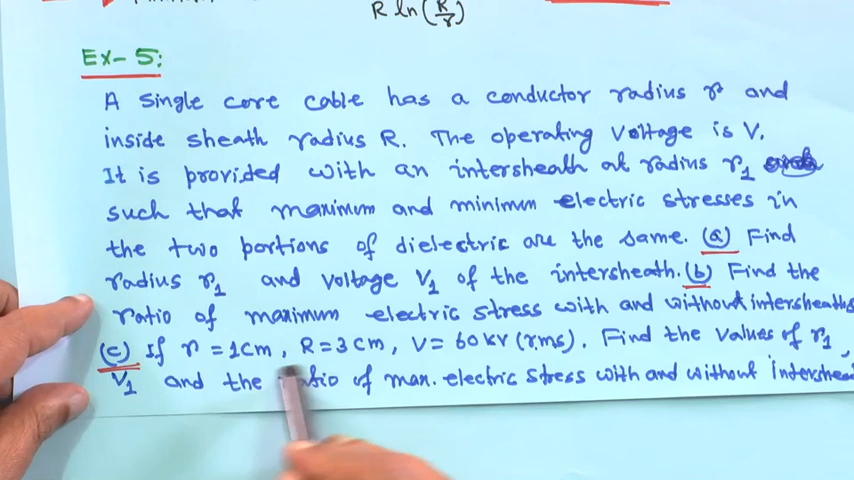 R ln(R/r)
Ex-5:
A single core cable has a conductor radius r and
inside sheath radius R. The operating voltage is V.
It is provided with an intersheath at radius r₁
such that maximum and minimum electric stresses in
the two portions of dielectric are the same. (a) Find
radius r₁ and voltage V₁ of the intersheath. (b) Find the
ratio of maximum electric stress with and without intersheaths
(c) If r = 1cm, R = 3cm, V = 60kV (rms). Find the values of r₁,
V₁ and the ratio of max. electric stress with and without intershea